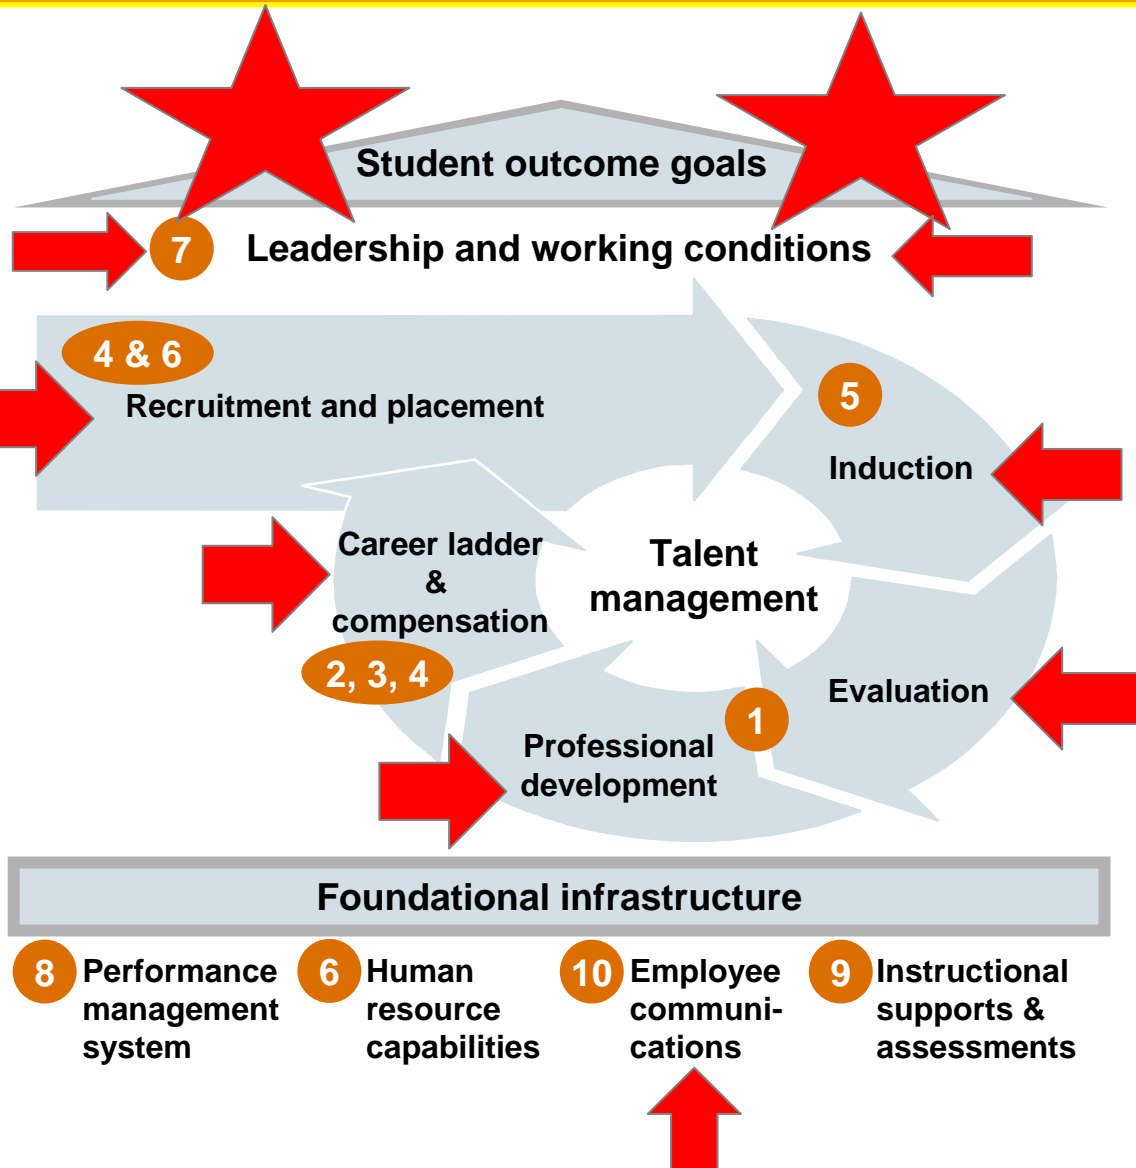 Student outcome goals
7 Leadership and working conditions
4 & 6
Recruitment and placement
5
Induction
Career ladder
&
compensation
2, 3, 4
Talent
management
Evaluation
1
Professional
development
Foundational infrastructure
8 Performance
management
system
6 Human
resource
capabilities
10 Employee
communi-
cations
9 Instructional
supports &
assessments